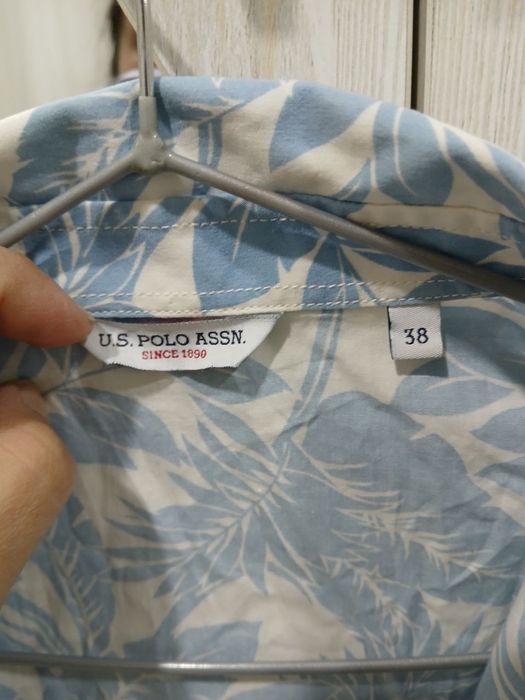 U.S. POLO ASSN.
SINCE 1890
38